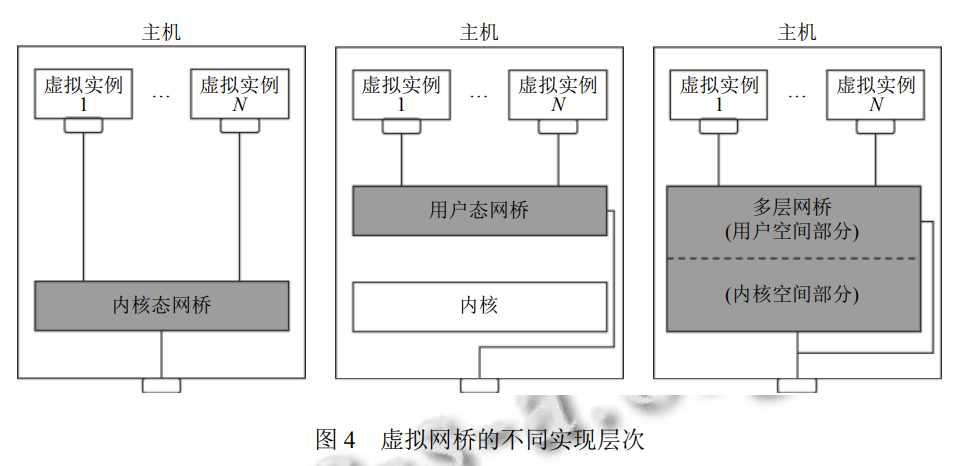 主机
虚拟实例
1
…
虚拟实例
N
内核态网桥
主机
虚拟实例
1
…
虚拟实例
N
用户态网桥
内核
主机
虚拟实例
1
…
虚拟实例
N
多层网桥
(用户空间部分)
(内核空间部分)
图 4 虚拟网桥的不同实现层次